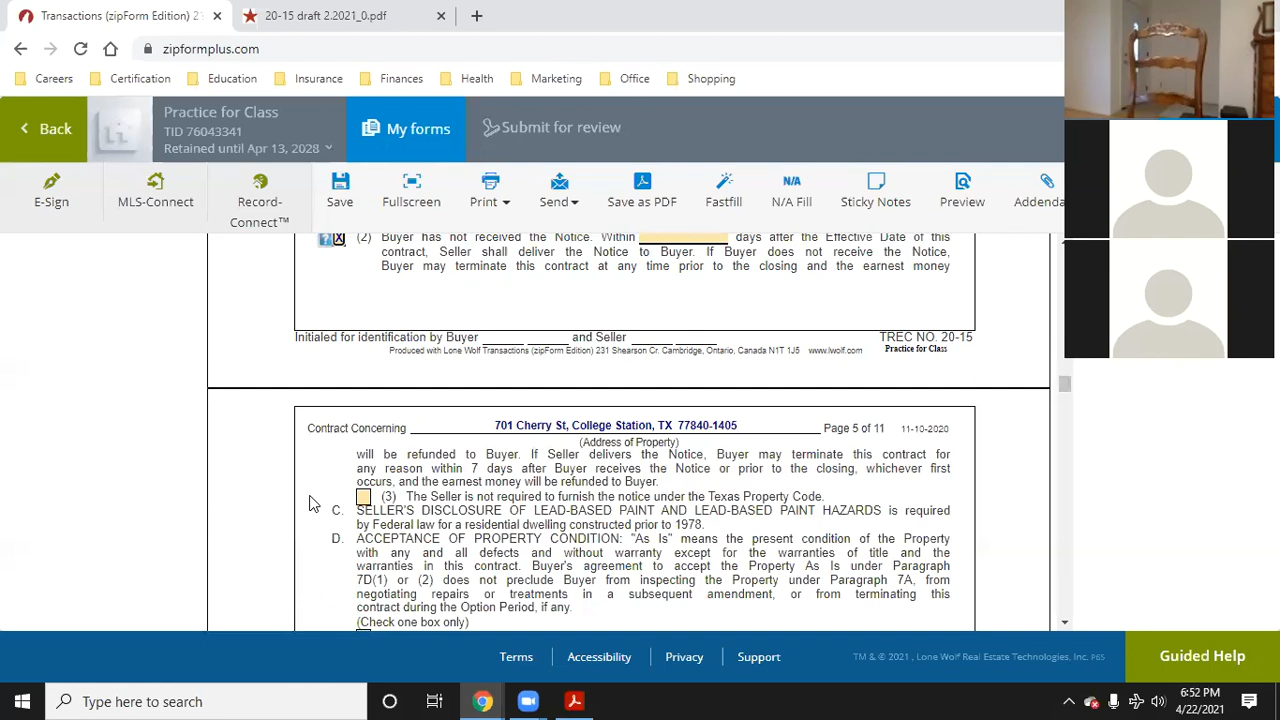 Transactions (zipForm Edition) 2
20-15 draft 2.2021_0.pdf
zipformplus.com
Careers
Certification
Education
Insurance
Finances
Health
Marketing
Office
Shopping
Back
Practice for Class
TID 76043341
Retained until Apr 13, 2028
My forms
Submit for review
E-Sign
MLS-Connect
Record-Connect™
Save
Fullscreen
Print
Send
Save as PDF
N/A
N/A Fill
Fastfill
Sticky Notes
Preview
Addenda
(2) Buyer has not received the Notice. Within days after the Effective Date of this
contract, Seller shall deliver the Notice to Buyer. If Buyer does not receive the Notice,
Buyer may terminate this contract at any time prior to the closing and the earnest money
Initialed for identification by Buyer ______ ______ and Seller ______ ______ TREC NO. 20-15
Produced with Lone Wolf Transactions (zipForm Edition) 231 Shearson Cr. Cambridge, Ontario, Canada N1T 1J5 www.lwolf.com Practice for Class
Contract Concerning 701 Cherry St, College Station, TX 77840-1405 Page 5 of 11 11-10-2020
(Address of Property)
will be refunded to Buyer. If Seller delivers the Notice, Buyer may terminate this contract for
any reason within 7 days after Buyer receives the Notice or prior to the closing, whichever first
occurs, and the earnest money will be refunded to Buyer.
(3) The Seller is not required to furnish the notice under the Texas Property Code.
C. SELLER'S DISCLOSURE OF LEAD-BASED PAINT AND LEAD-BASED PAINT HAZARDS is required
by Federal law for a residential dwelling constructed prior to 1978.
D. ACCEPTANCE OF PROPERTY CONDITION: "As Is" means the present condition of the Property
with any and all defects and without warranty except for the warranties of title and the
warranties in this contract. Buyer's agreement to accept the Property As Is under Paragraph
7D(1) or (2) does not preclude Buyer from inspecting the Property under Paragraph 7A, from
negotiating repairs or treatments in a subsequent amendment, or from terminating this
contract during the Option Period, if any.
(Check one box only)
Terms
Accessibility
Privacy
Support
TM & © 2021 , Lone Wolf Real Estate Technologies, Inc. P65
Guided Help
Type here to search
6:52 PM
4/22/2021